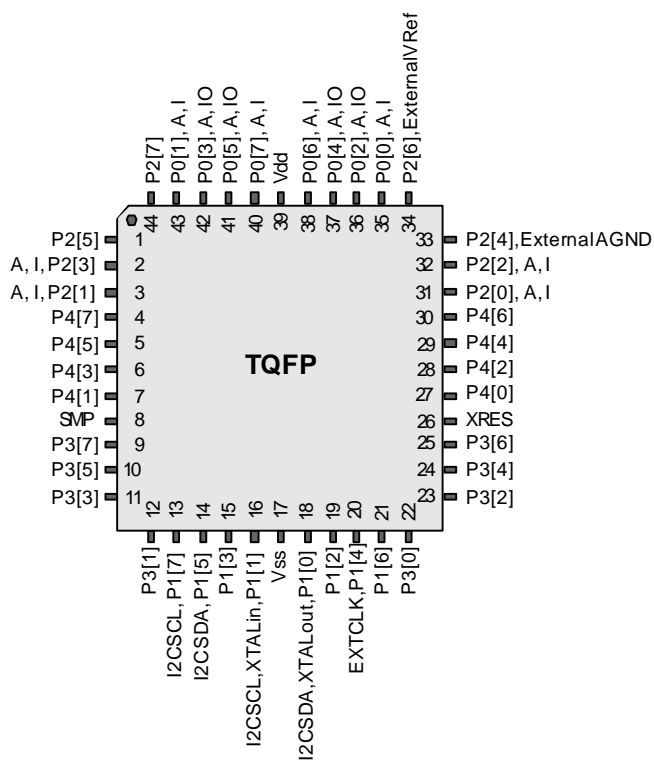 P2[7]
P0[1], A, I
P0[3], A, IO
P0[5], A, IO
P0[7], A, I
Vdd
P0[6], A, I
P0[4], A, IO
P0[2], A, IO
P0[0], A, I
P2[6], ExternalVRef
44
43
42
41
40
39
38
37
36
35
34
P2[5] 1
A, I, P2[3] 2
A, I, P2[1] 3
P4[7] 4
P4[5] 5
P4[3] 6
P4[1] 7
SMP 8
P3[7] 9
P3[5] 10
P3[3] 11
TQFP
33 P2[4], ExternalAGND
32 P2[2], A, I
31 P2[0], A, I
30 P4[6]
29 P4[4]
28 P4[2]
27 P4[0]
26 XRES
25 P3[6]
24 P3[4]
23 P3[2]
12
13
14
15
16
17
18
19
20
21
22
P3[1]
I2CSCL, P1[7]
I2CSDA, P1[5]
P1[3]
I2CSCL, XTALin, P1[1]
Vss
I2CSDA, XTALout, P1[0]
P1[2]
EXTCLK, P1[4]
P1[6]
P3[0]